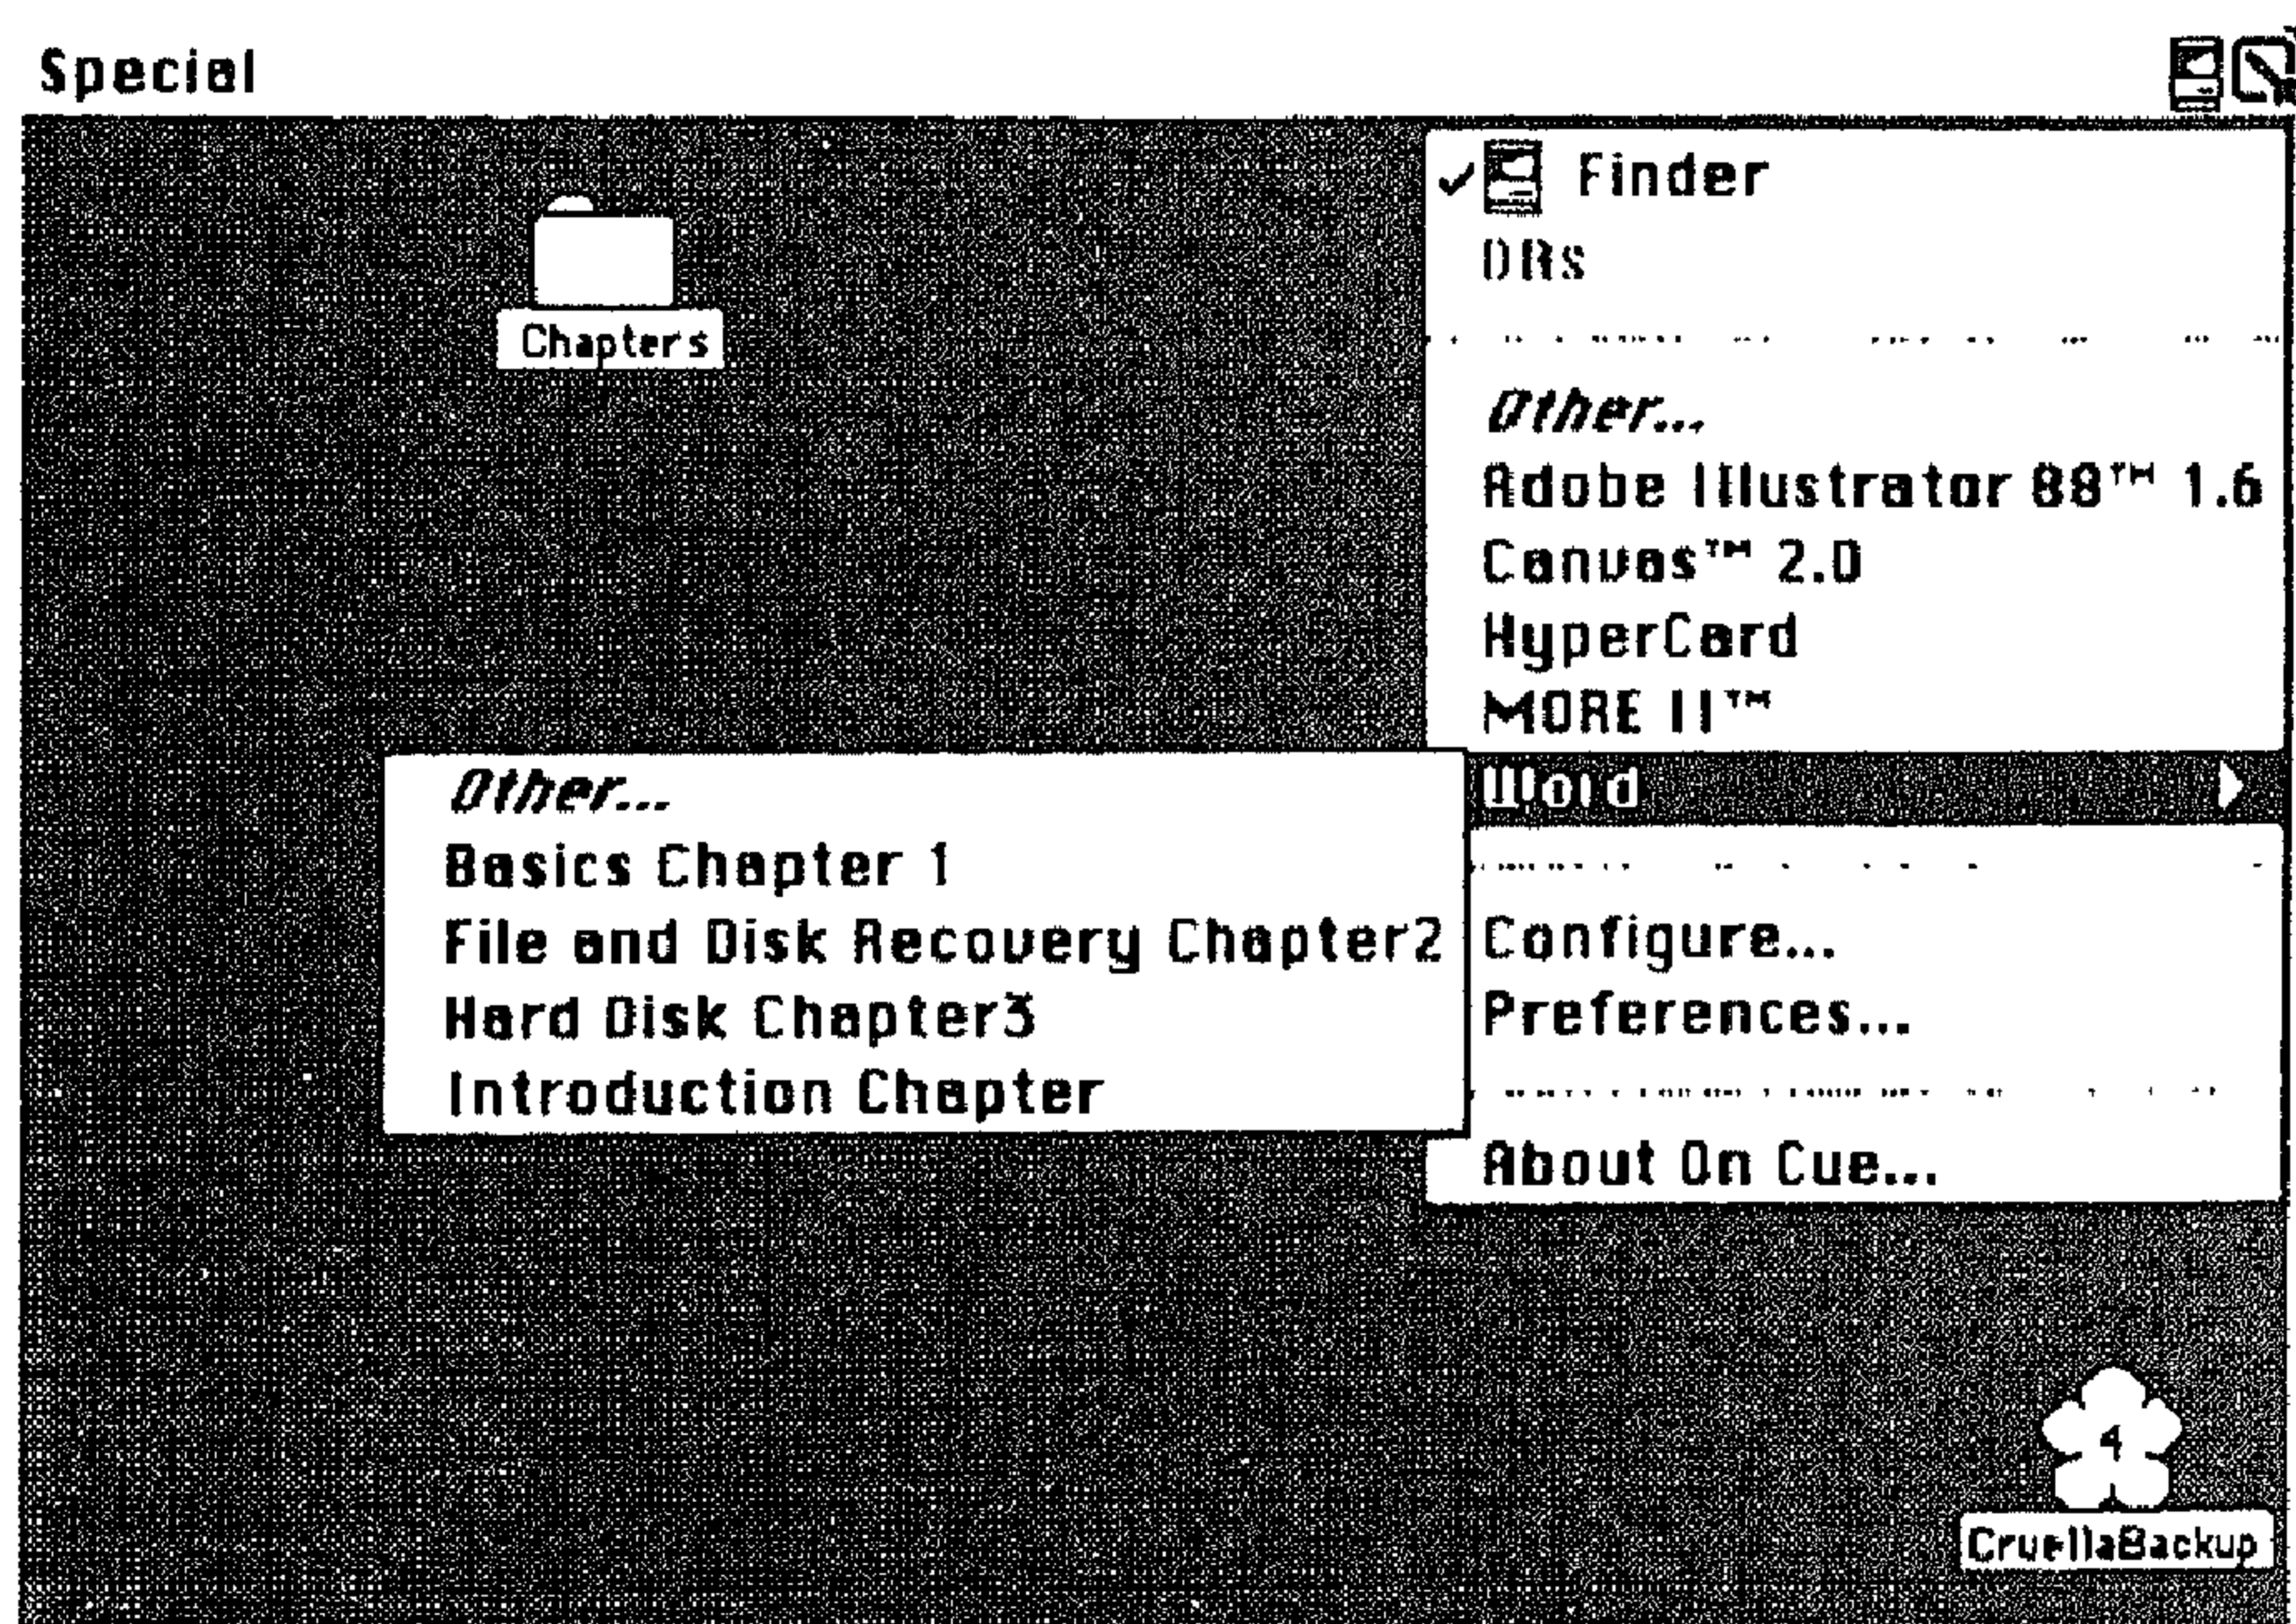 Special
Finder
DAs
Chapters
Other...
Adobe Illustrator 88™ 1.6
Canvas™ 2.0
HyperCard
MORE II™
Word
Other...
Basics Chapter 1
File and Disk Recovery Chapter2
Hard Disk Chapter3
Introduction Chapter
Configure...
Preferences...
About On Cue...
4
CruellaBackup